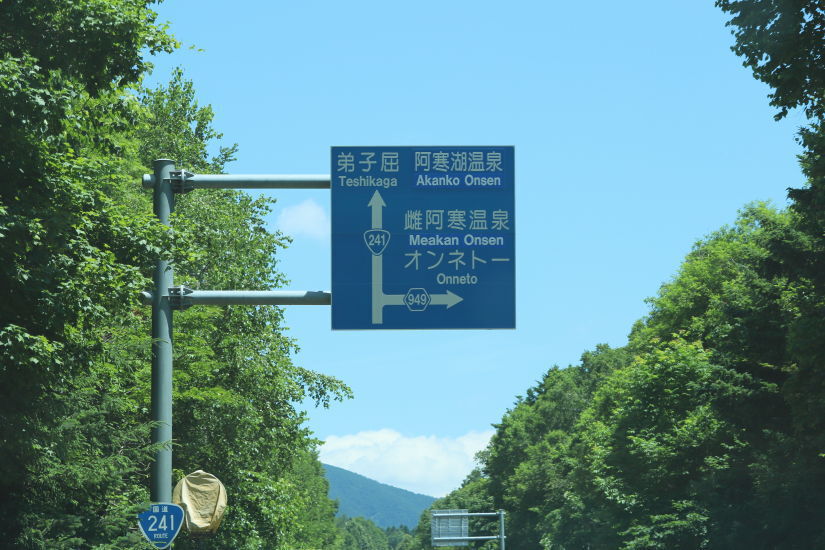 弟子屈 阿寒湖温泉
Teshikaga Akanko Onsen
雌阿寒温泉
Meakan Onsen
241
オンネトー
Onneto
949
国道
241
ROUTE